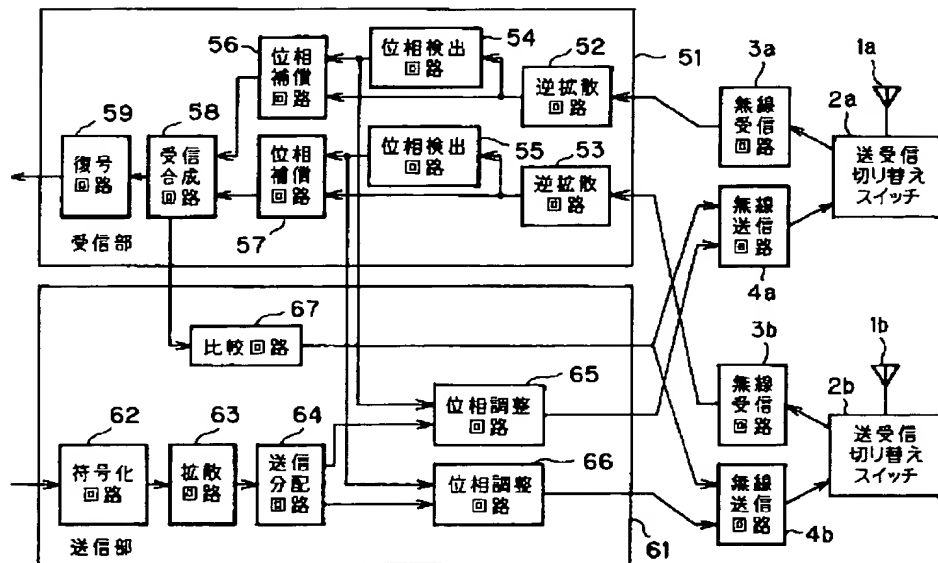 56
位相
補償
回路
54
位相検出
回路
52
逆拡散
回路
51
3a
無線
受信
回路
1a
2a
送受信
切り替え
スイッチ
59
復号
回路
58
受信
合成
回路
位相
補償
回路
57
位相検出
回路
55
53
逆拡散
回路
無線
送信
回路
4a
受信部
67
比較回路
3b
無線
受信
回路
1b
2b
送受信
切り替え
スイッチ
65
位相調整
回路
62
符号化
回路
63
拡散
回路
64
送信
分配
回路
66
位相調整
回路
無線
送信
回路
4b
送信部
61